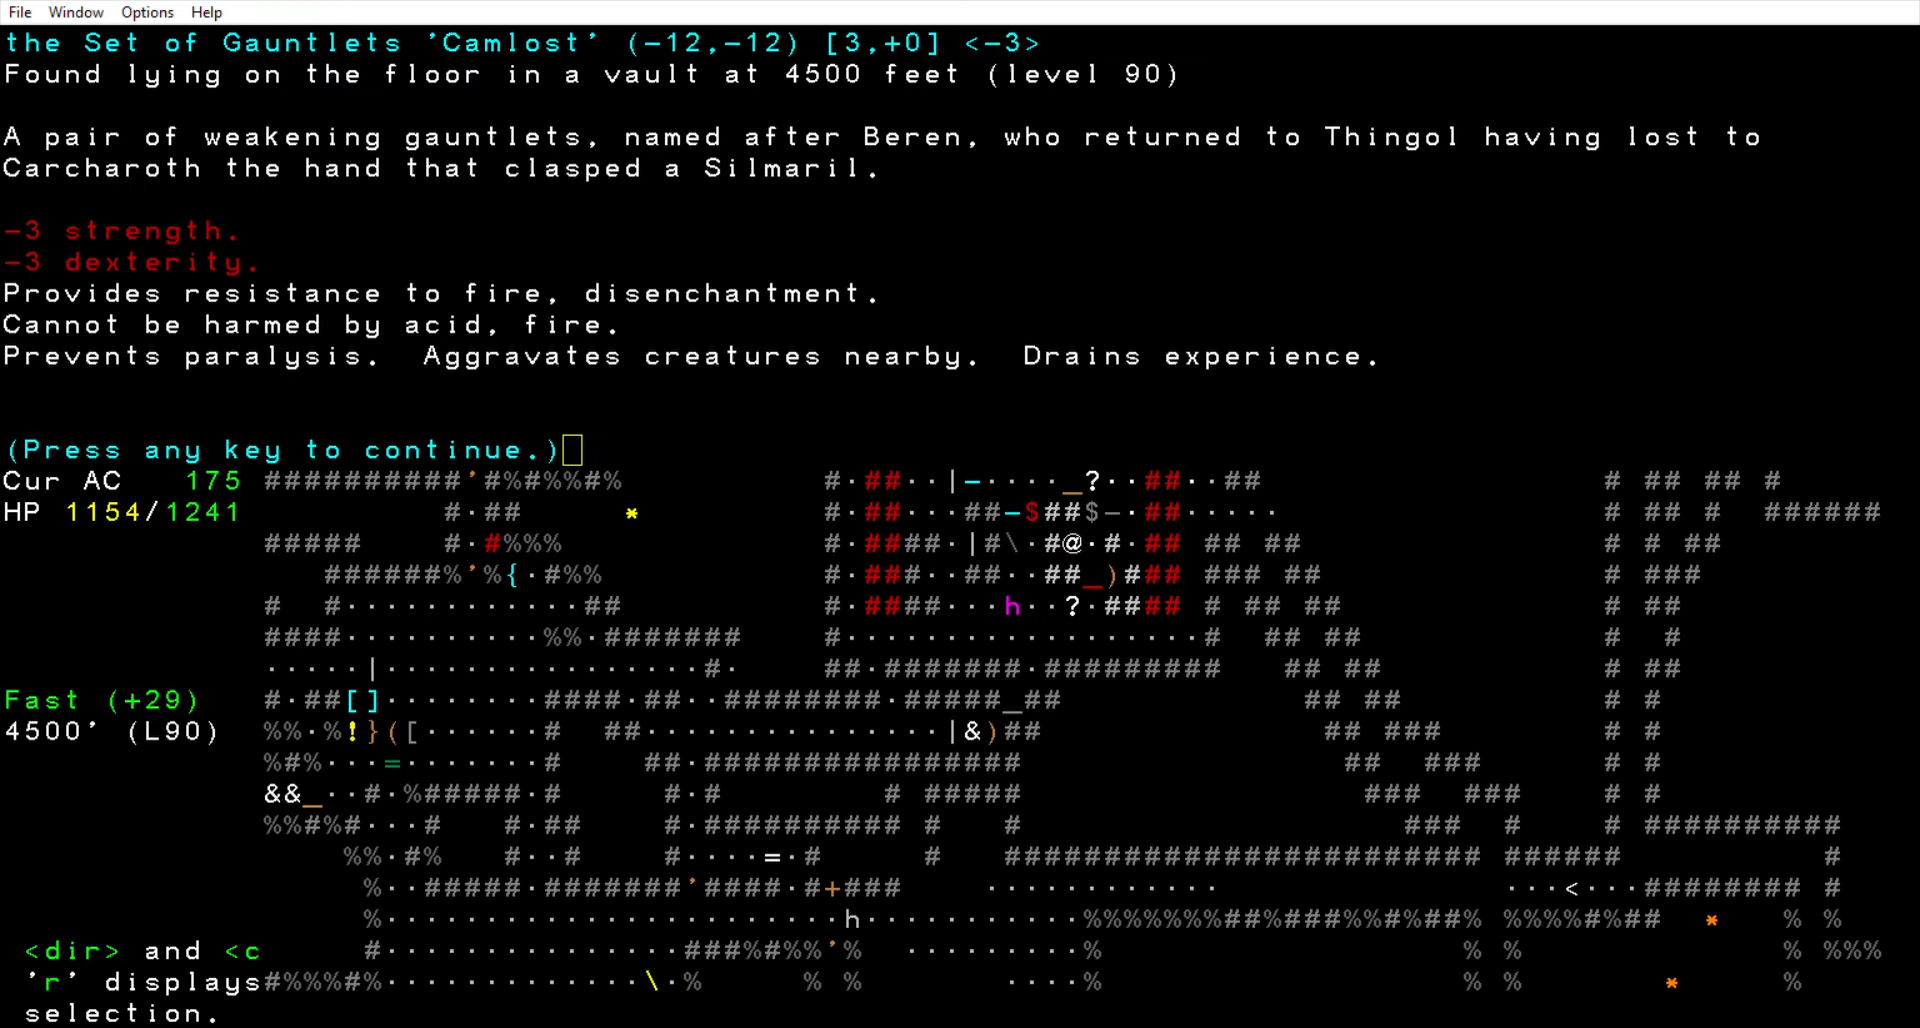 File Window Options Help
the Set of Gauntlets 'Camlost' (-12,-12) [3,+0] <-3>
Found lying on the floor in a vault at 4500 feet (level 90)
A pair of weakening gauntlets, named after Beren, who returned to Thingol having lost to
Carcharoth the hand that clasped a Silmaril.
-3 strength.
-3 dexterity.
Provides resistance to fire, disenchantment.
Cannot be harmed by acid, fire.
Prevents paralysis. Aggravates creatures nearby. Drains experience.
(Press any key to continue.)
Cur AC 175
HP 1154/1241
Fast (+29)
4500' (L90)
<dir> and <c
'r' displays
selection.